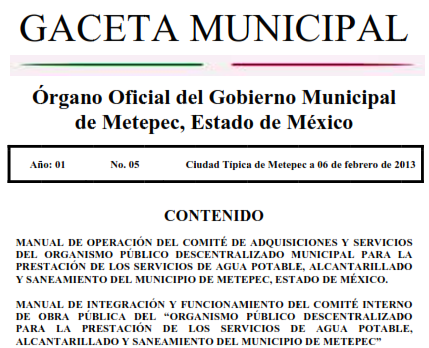 GACETA MUNICIPAL
Órgano Oficial del Gobierno Municipal
de Metepec, Estado de México
Año: 01 No. 05 Ciudad Típica de Metepec a 06 de febrero de 2013
CONTENIDO
MANUAL DE OPERACIÓN DEL COMITÉ DE ADQUISICIONES Y SERVICIOS
DEL ORGANISMO PÚBLICO DESCENTRALIZADO MUNICIPAL PARA LA
PRESTACIÓN DE LOS SERVICIOS DE AGUA POTABLE, ALCANTARILLADO
Y SANEAMIENTO DEL MUNICIPIO DE METEPEC, ESTADO DE MÉXICO.
MANUAL DE INTEGRACIÓN Y FUNCIONAMIENTO DEL COMITÉ INTERNO
DE OBRA PÚBLICA DEL “ORGANISMO PÚBLICO DESCENTRALIZADO
PARA LA PRESTACIÓN DE LOS SERVICIOS DE AGUA POTABLE,
ALCANTARILLADO Y SANEAMIENTO DEL MUNICIPIO DE METEPEC”